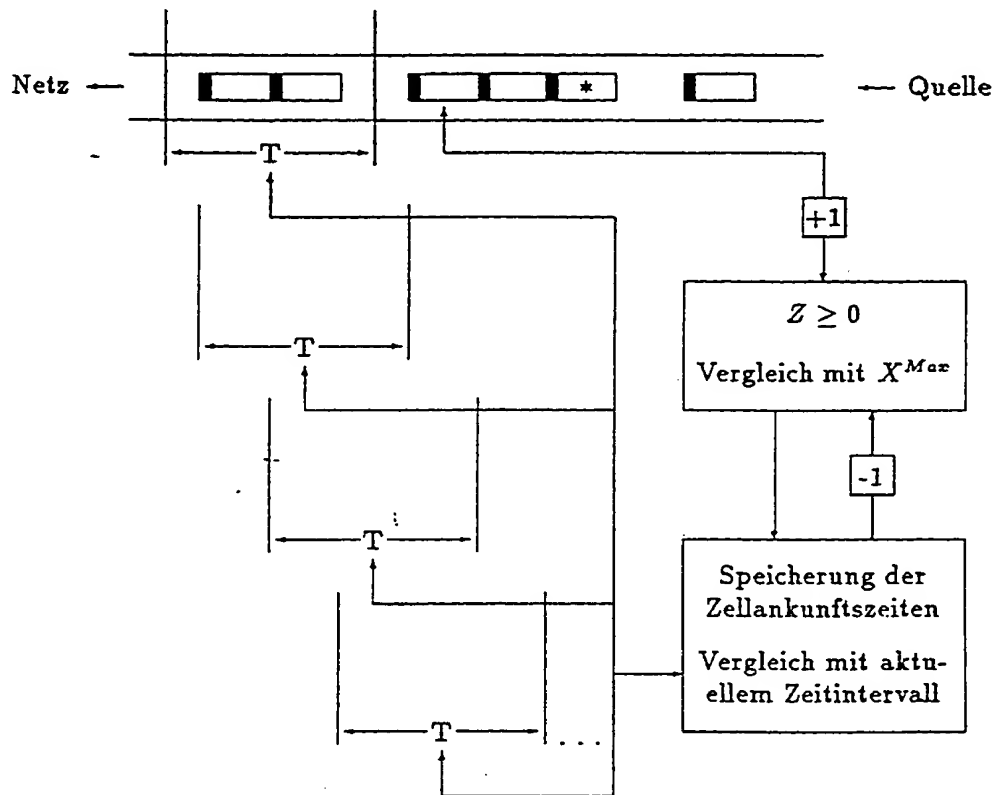 Netz
*
Quelle
T
+1
Z ≥ 0
T
Vergleich mit X^Max
-1
T
Speicherung der
Zellankunftszeiten
Vergleich mit aktu-
ellem Zeitintervall
T
. . . .